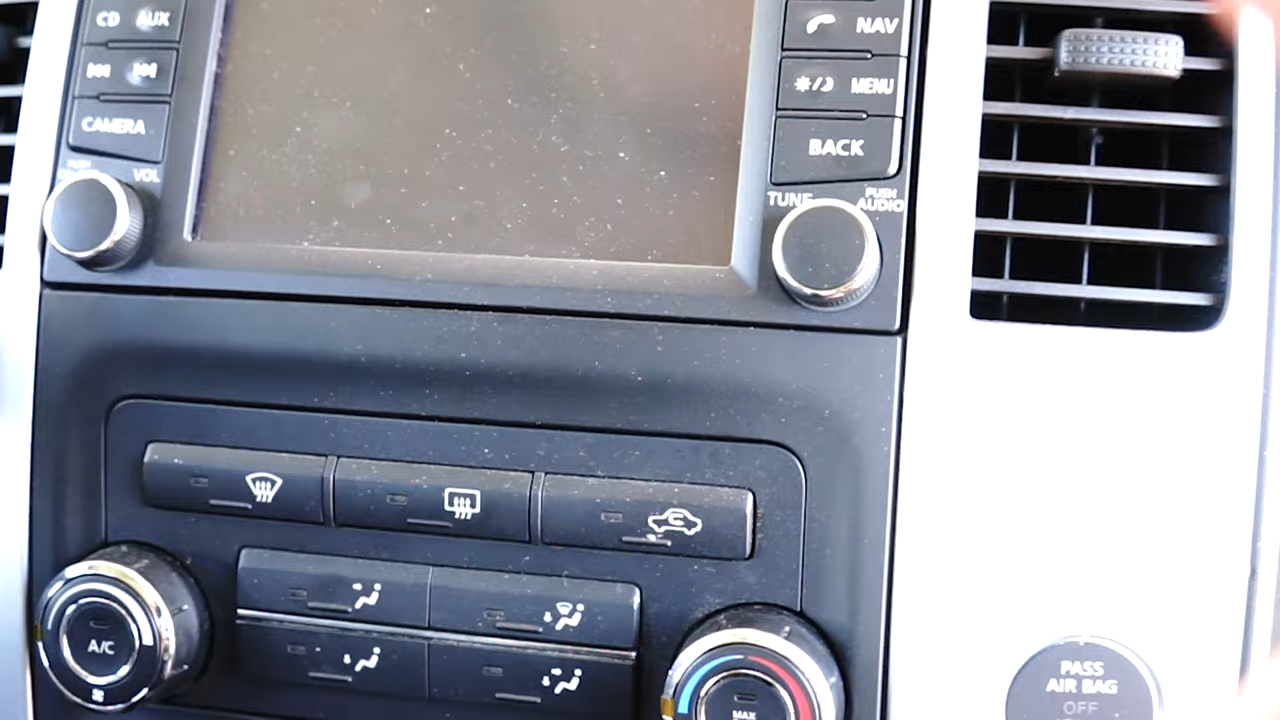 CD AUX
CAMERA
VOL
NAV
MENU
BACK
TUNE
PUSH
AUDIO
A/C
MAX
PASS
AIR BAG
OFF